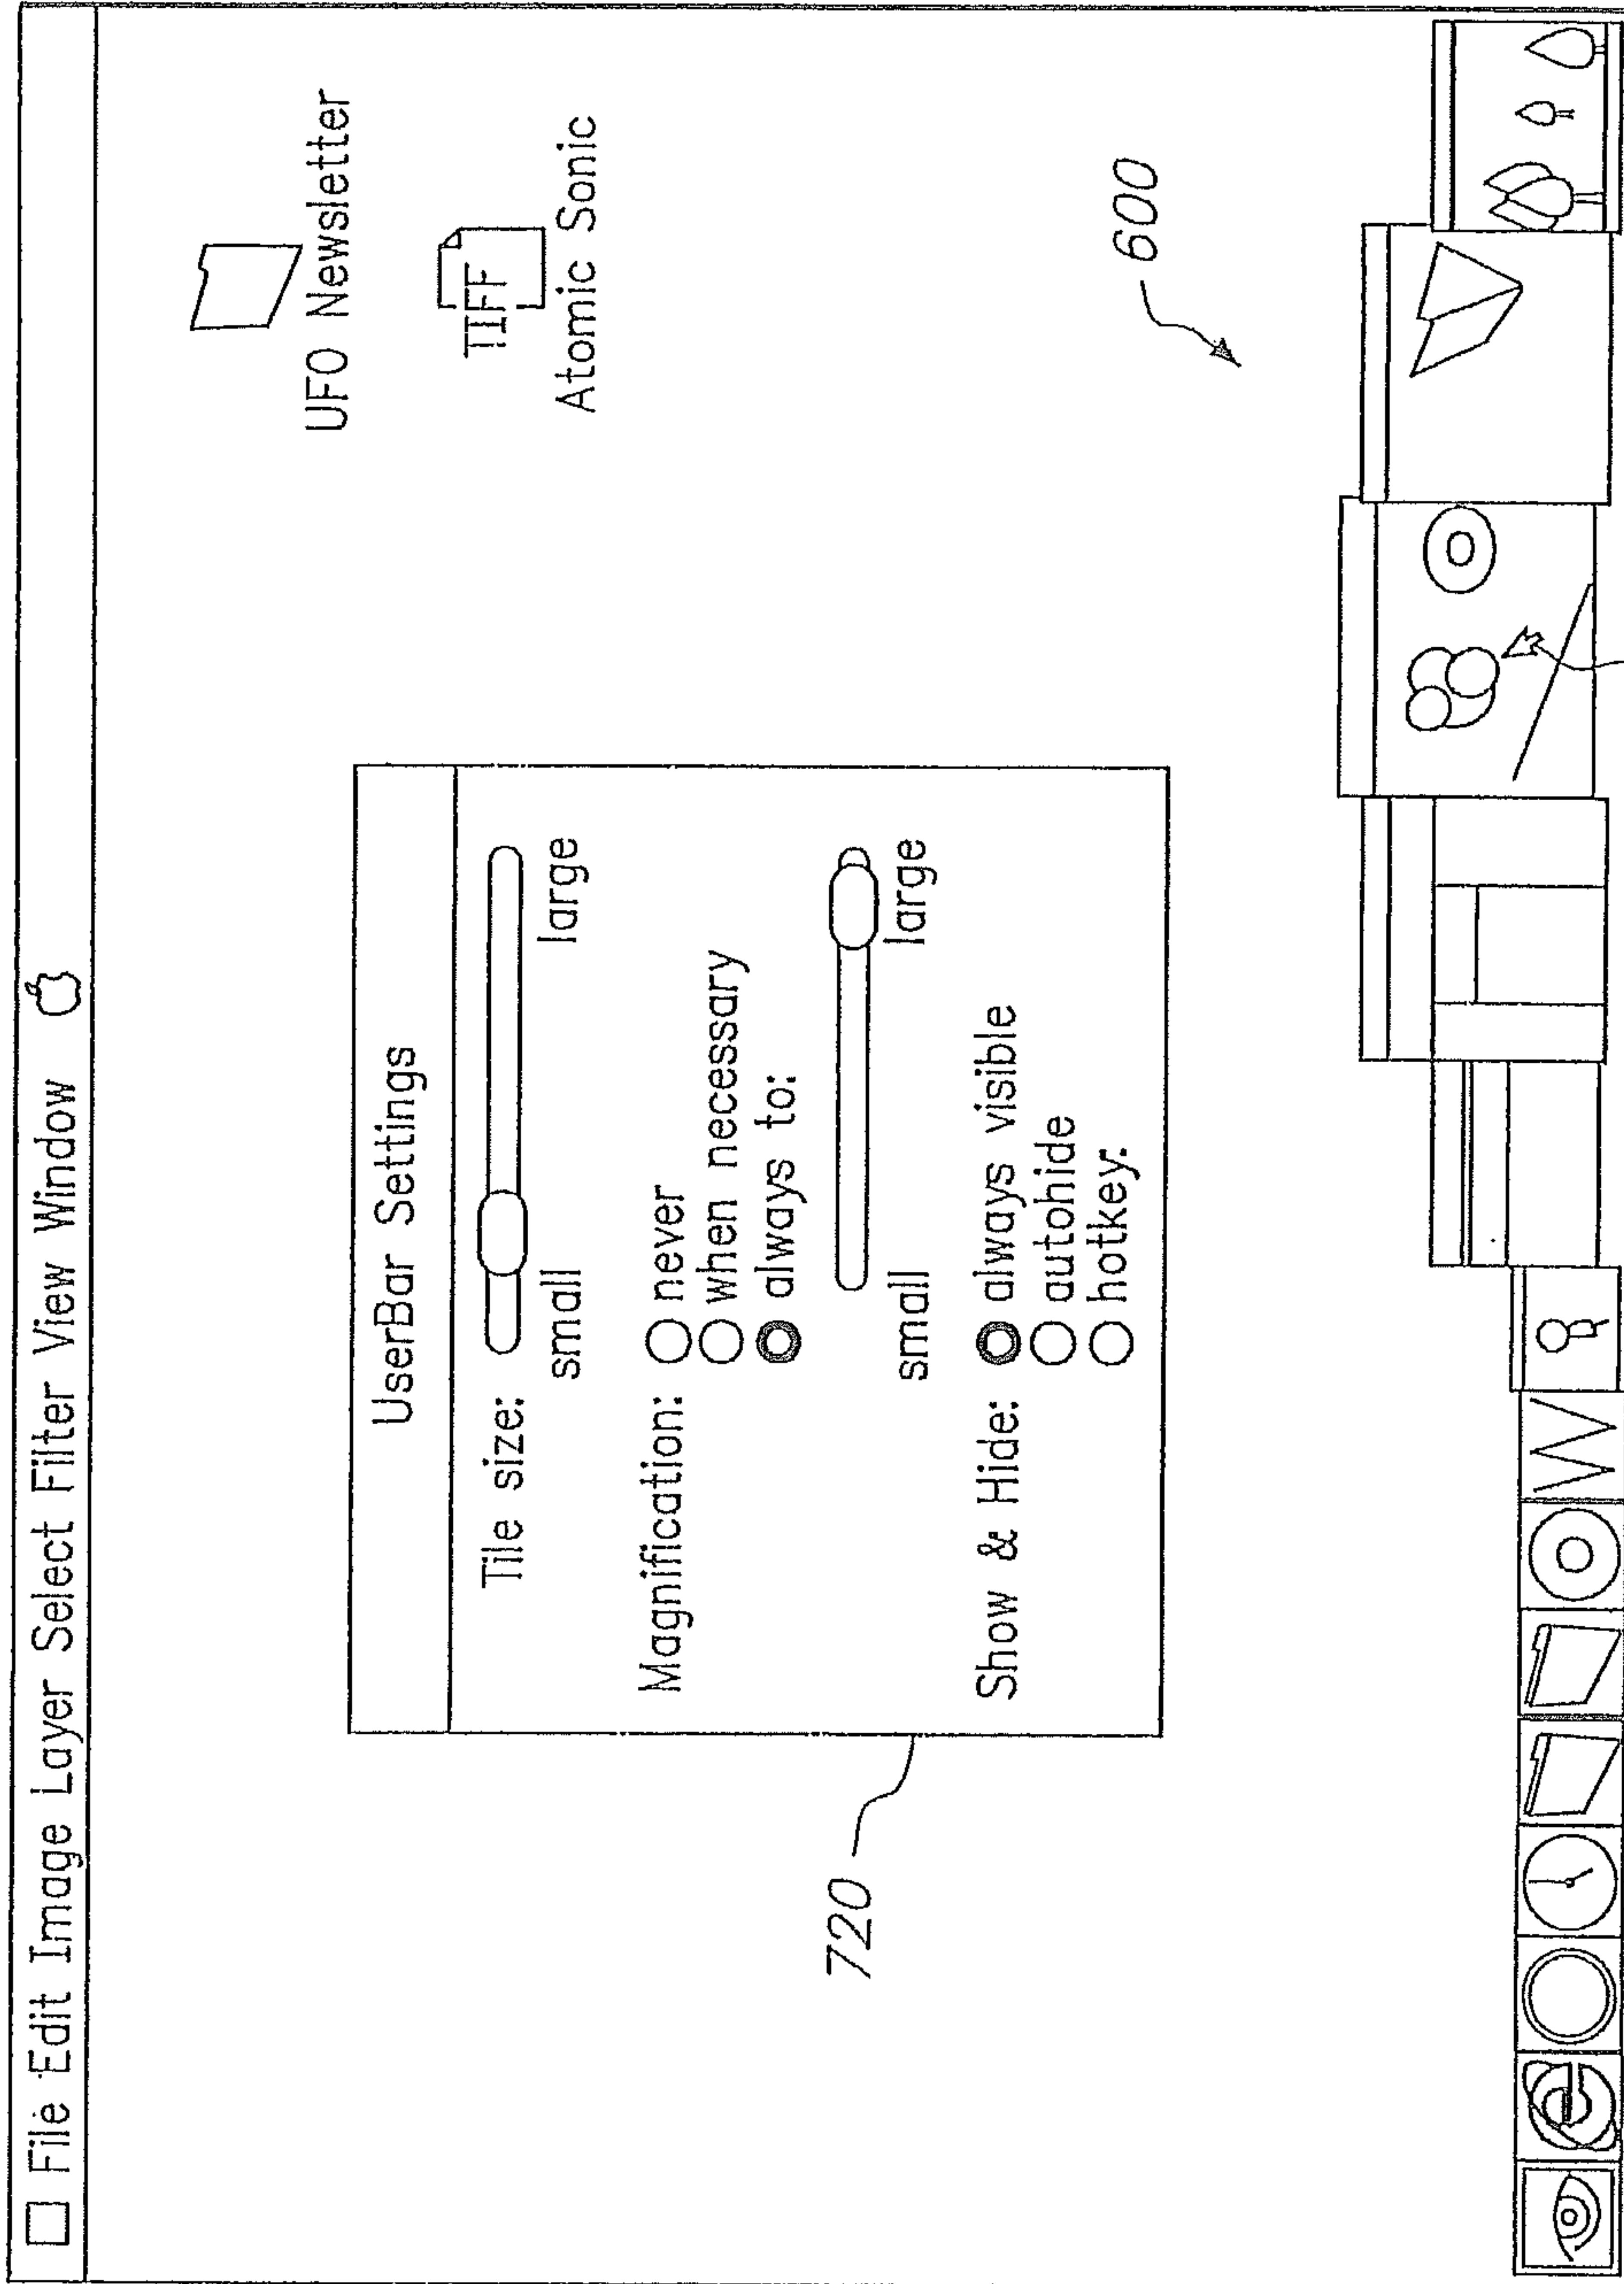 File Edit Image Layer Select Filter View Window
UFO Newsletter
TIFF
Atomic Sonic
UserBar Settings
Tile size:
small large
Magnification: never
when necessary
always to:
small large
Show & Hide: always visible
autohide
hotkey:
720
600
W